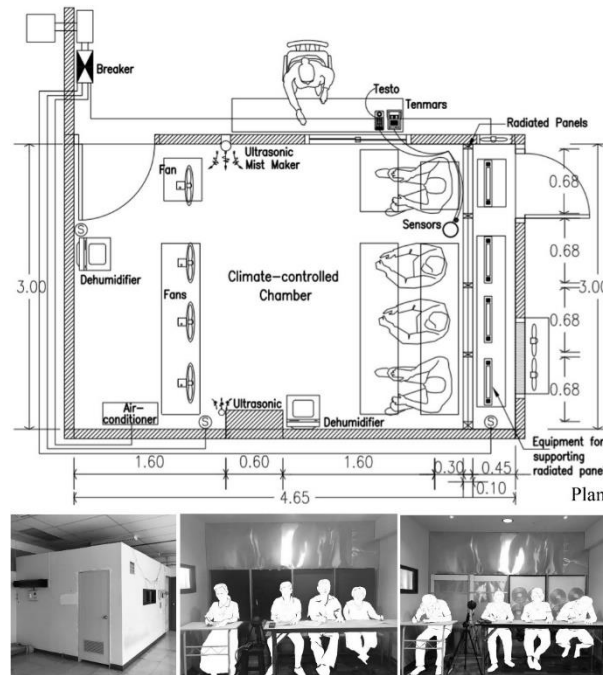 Breaker
Testo
Tenmars
Radiated Panels
Fan
Ultrasonic
Mist Maker
0.68
Sensors
S
Dehumidifier
3.00
Fans
Climate-controlled
Chamber
0.68
3.00
0.68
0.68
Air-
conditioner
Ultrasonic
S
Dehumidifier
S
Equipment for
supporting
radiated pane
1.60
0.60
1.60
0.30
0.45
0.10
4.65
Plan